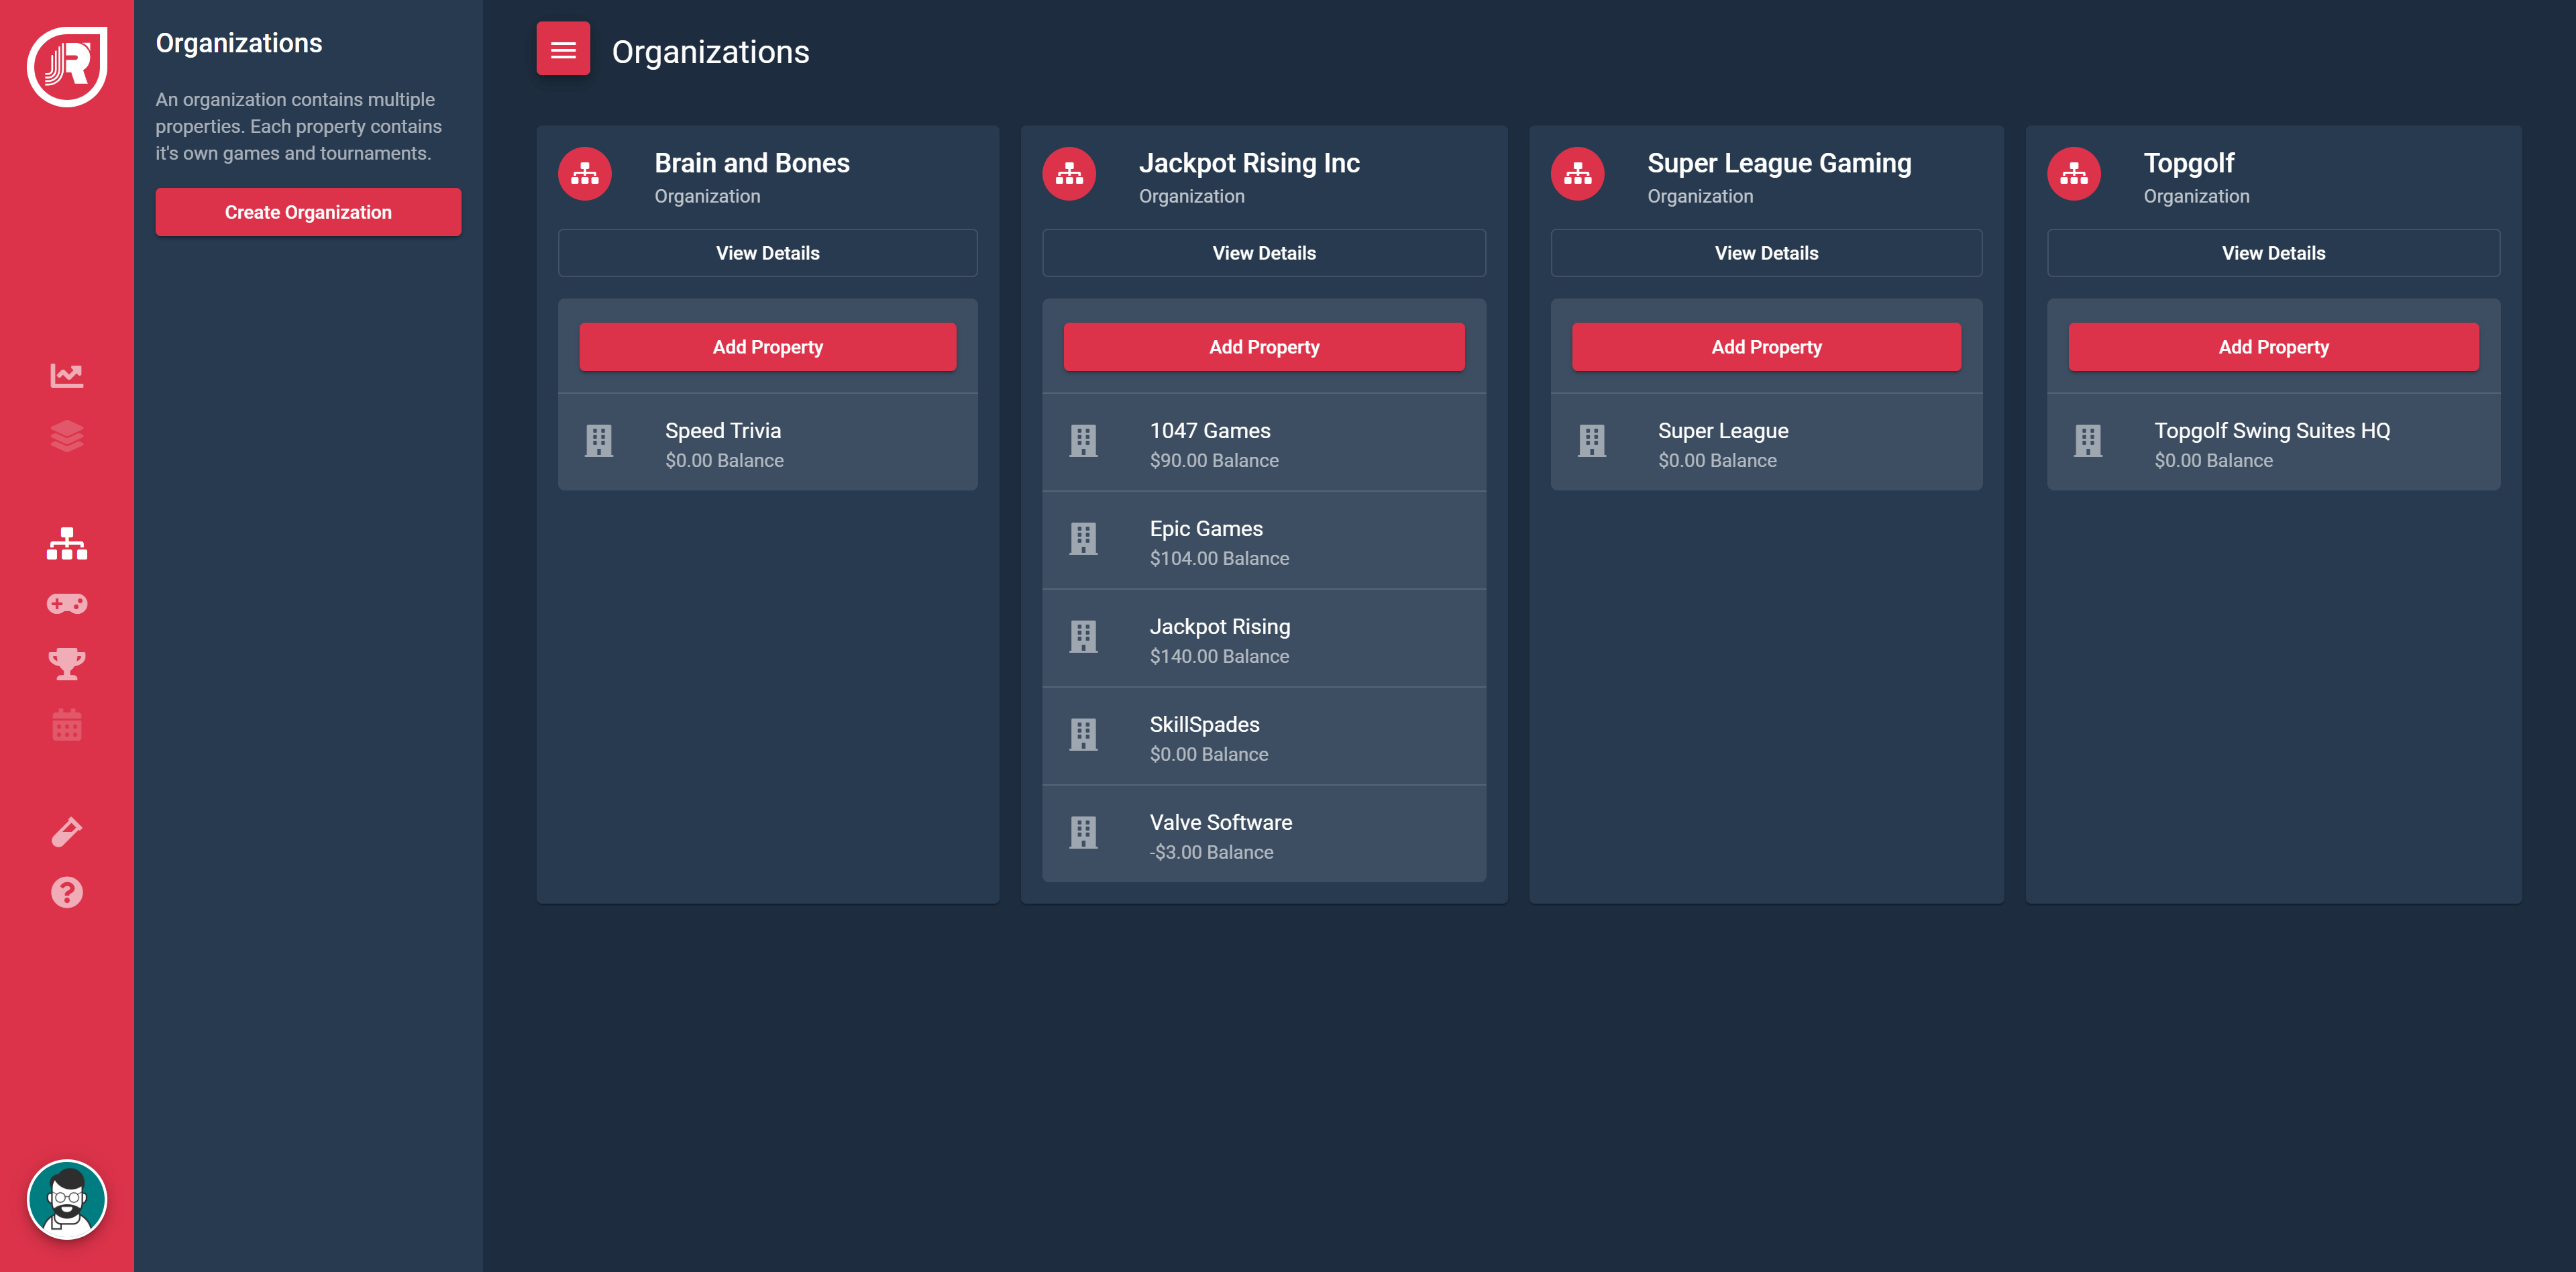 Organizations
An organization contains multiple
properties. Each property contains
it's own games and tournaments.
Create Organization
Organizations
Brain and Bones
Organization
View Details
Add Property
Speed Trivia
$0.00 Balance
Jackpot Rising Inc
Organization
View Details
Add Property
1047 Games
$90.00 Balance
Epic Games
$104.00 Balance
Jackpot Rising
$140.00 Balance
SkillSpades
$0.00 Balance
Valve Software
-$3.00 Balance
Super League Gaming
Organization
View Details
Add Property
Super League
$0.00 Balance
Topgolf
Organization
View Details
Add Property
Topgolf Swing Suites HQ
$0.00 Balance